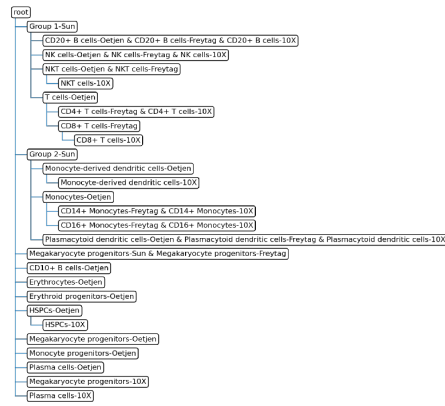 root
Group 1-Sun
CD20+ B cells-Oetjen & CD20+ B cells-Freytag & CD20+ B cells-10X
NK cells-Oetjen & NK cells-Freytag & NK cells-10X
NKT cells-Oetjen & NKT cells-Freytag
NKT cells-10X
T cells-Oetjen
CD4+ T cells-Freytag & CD4+ T cells-10X
CD8+ T cells-Freytag
CD8+ T cells-10X
Group 2-Sun
Monocyte-derived dendritic cells-Oetjen
Monocyte-derived dendritic cells-10X
Monocytes-Oetjen
CD14+ Monocytes-Freytag & CD14+ Monocytes-10X
CD16+ Monocytes-Freytag & CD16+ Monocytes-10X
Plasmacytoid dendritic cells-Oetjen & Plasmacytoid dendritic cells-Freytag & Plasmacytoid dendritic cells-10X
Megakaryocyte progenitors-Sun & Megakaryocyte progenitors-Freytag
CD10+ B cells-Oetjen
Erythrocytes-Oetjen
Erythroid progenitors-Oetjen
HSPCs-Oetjen
HSPCs-10X
Megakaryocyte progenitors-Oetjen
Monocyte progenitors-Oetjen
Plasma cells-Oetjen
Megakaryocyte progenitors-10X
Plasma cells-10X